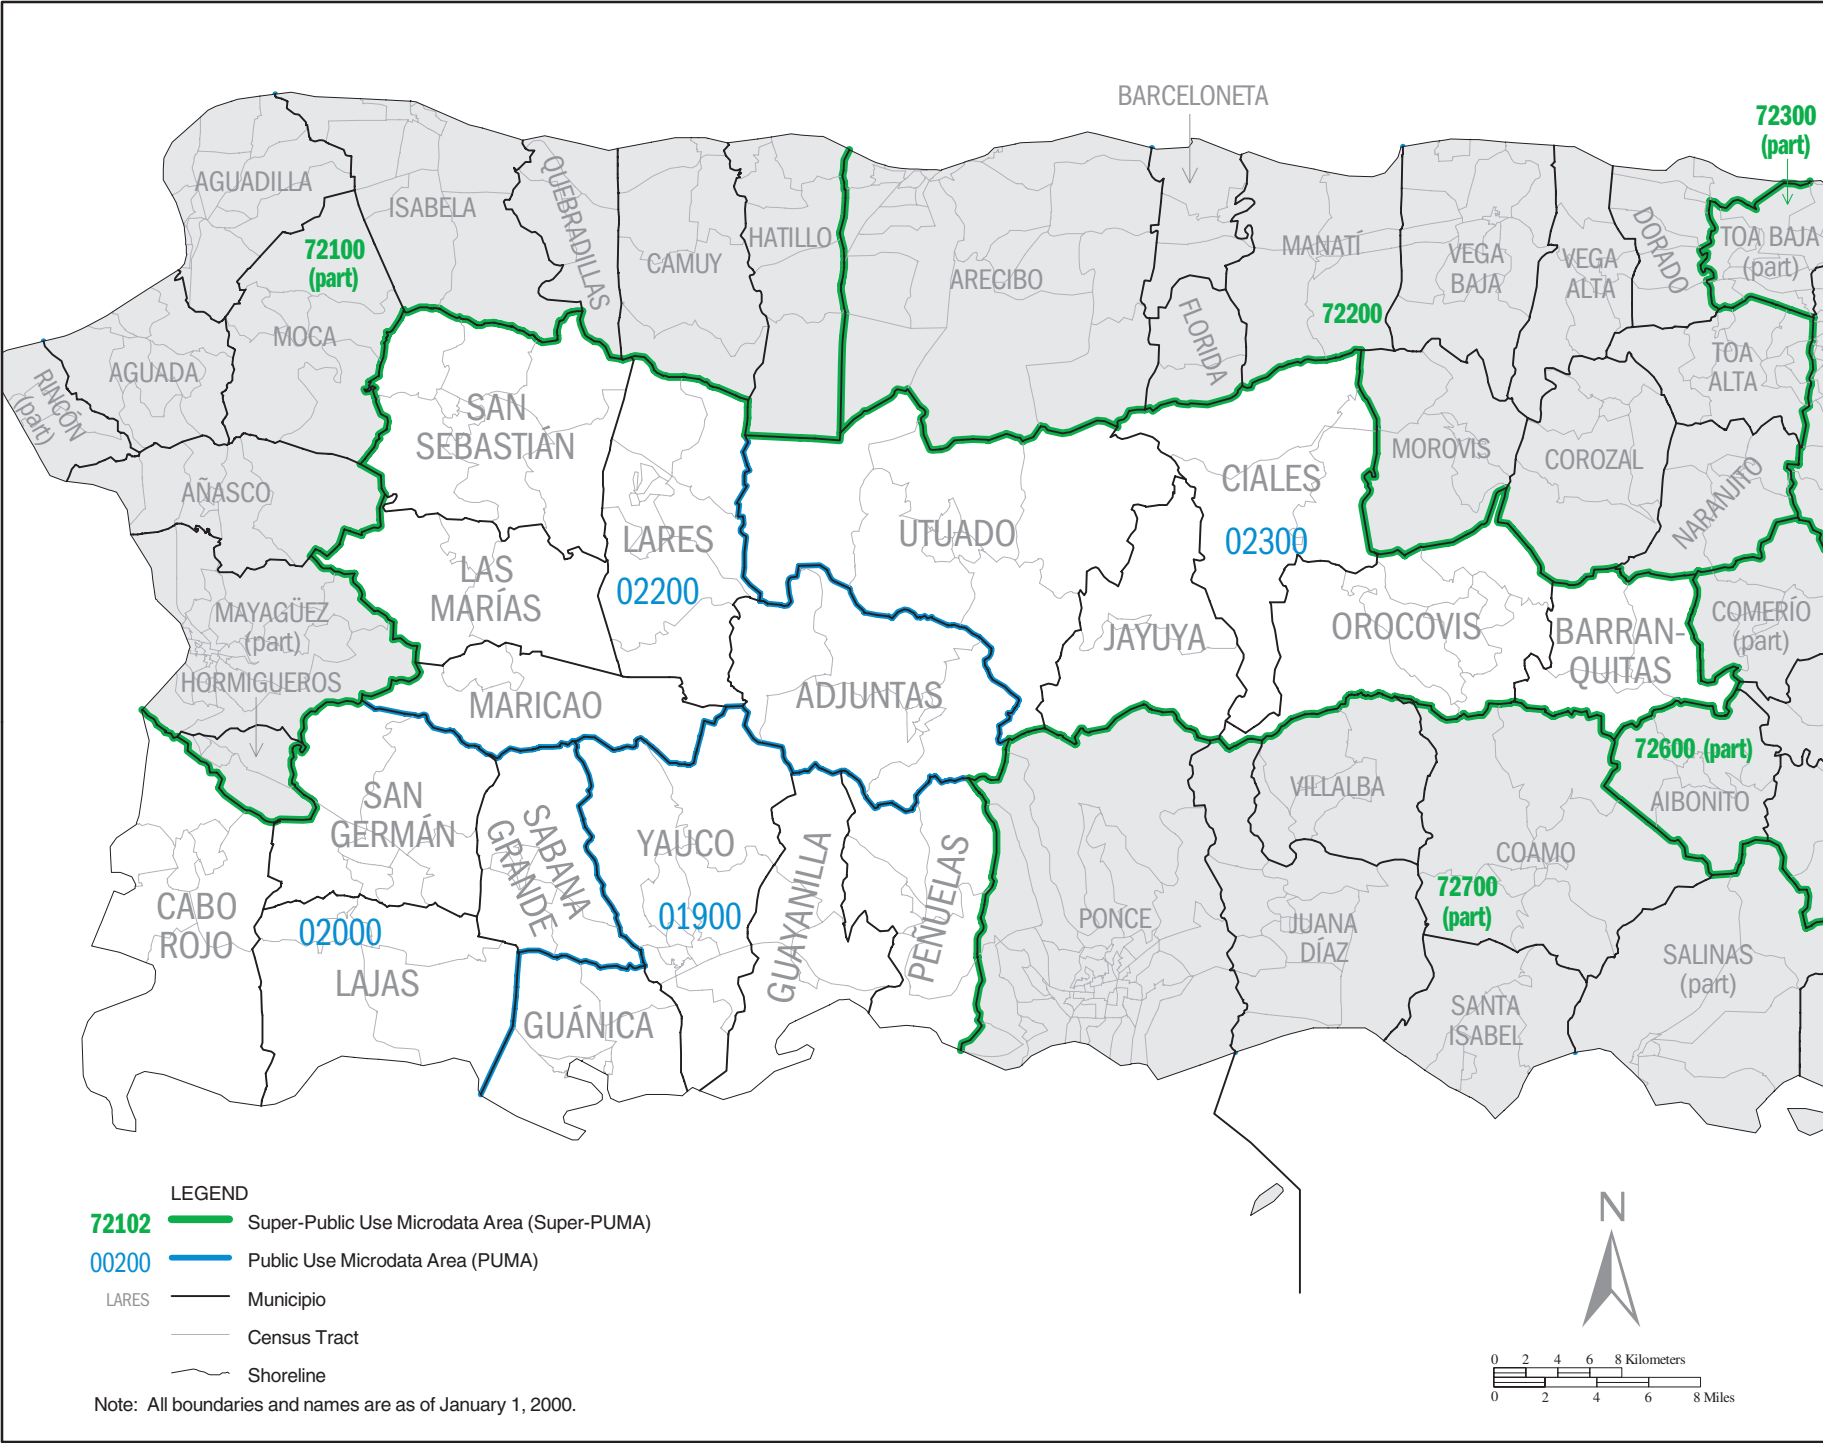 BARCELONETA
72300
(part)
AGUADILLA
ISABELA
QUEBRADILLAS
CAMUY
HATILLO
ARECIBO
MANATÍ
VEGA
BAJA
VEGA
ALTA
DORADO
TOA BAJA
(part)
72100
(part)
MOCA
FLORIDA
72200
TOA
ALTA
AGUADA
RINCÓN
(part)
SAN
SEBASTIÁN
MOROVIS
COROZAL
NARANJITO
AÑASCO
CIALES
02300
UTUADO
LARES
02200
LAS
MARÍAS
MAYAGÜEZ
(part)
HORMIGUEROS
JAYUYA
OROCOVIS
BARRAN-
QUITAS
COMERÍO
(part)
MARICAO
ADJUNTAS
72600 (part)
AIBONITO
SAN
GERMÁN
SABANA
GRANDE
YAUCO
01900
GUAYANILLA
PEÑUELAS
VILLALBA
COAMO
72700
(part)
CABO
ROJO
02000
LAJAS
PONCE
JUANA
DÍAZ
SALINAS
(part)
GUÁNICA
SANTA
ISABEL
LEGEND
72102 Super-Public Use Microdata Area (Super-PUMA)
00200 Public Use Microdata Area (PUMA)
LARES Municipio
Census Tract
Shoreline
Note: All boundaries and names are as of January 1, 2000.
N
0 2 4 6 8 Kilometers
0 2 4 6 8 Miles